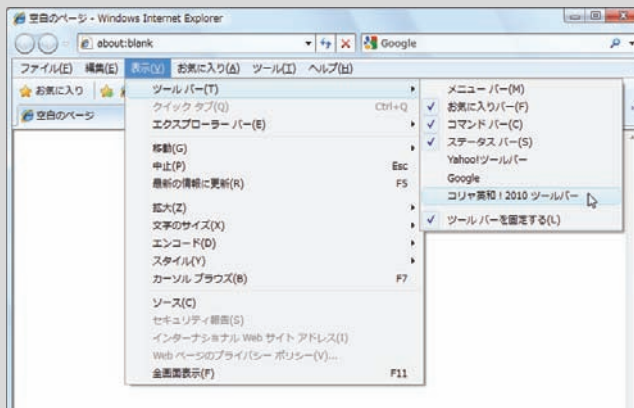 空白のページ - Windows Internet Explorer
about:blank
Google
ファイル(F) 編集(E) 表示(V) お気に入り(A) ツール(T) ヘルプ(H)
お気に入り
空白のページ
ツール バー(T)
クイック タブ(Q) Ctrl+Q
エクスプローラー バー(E)
移動(G)
中止(P) Esc
最新の情報に更新(R) F5
拡大(Z)
文字のサイズ(X)
エンコード(D)
スタイル(Y)
カーソル ブラウズ(B) F7
ソース(C)
セキュリティ報告(S)
インターナショナル Web サイト アドレス(I)
Web ページのプライバシー ポリシー(V)...
全画面表示(F) F11
メニュー バー(M)
お気に入りバー(F)
コマンド バー(C)
ステータス バー(S)
Yahoo!ツールバー
Google
コリャ英和！2010 ツールバー
ツール バーを固定する(L)